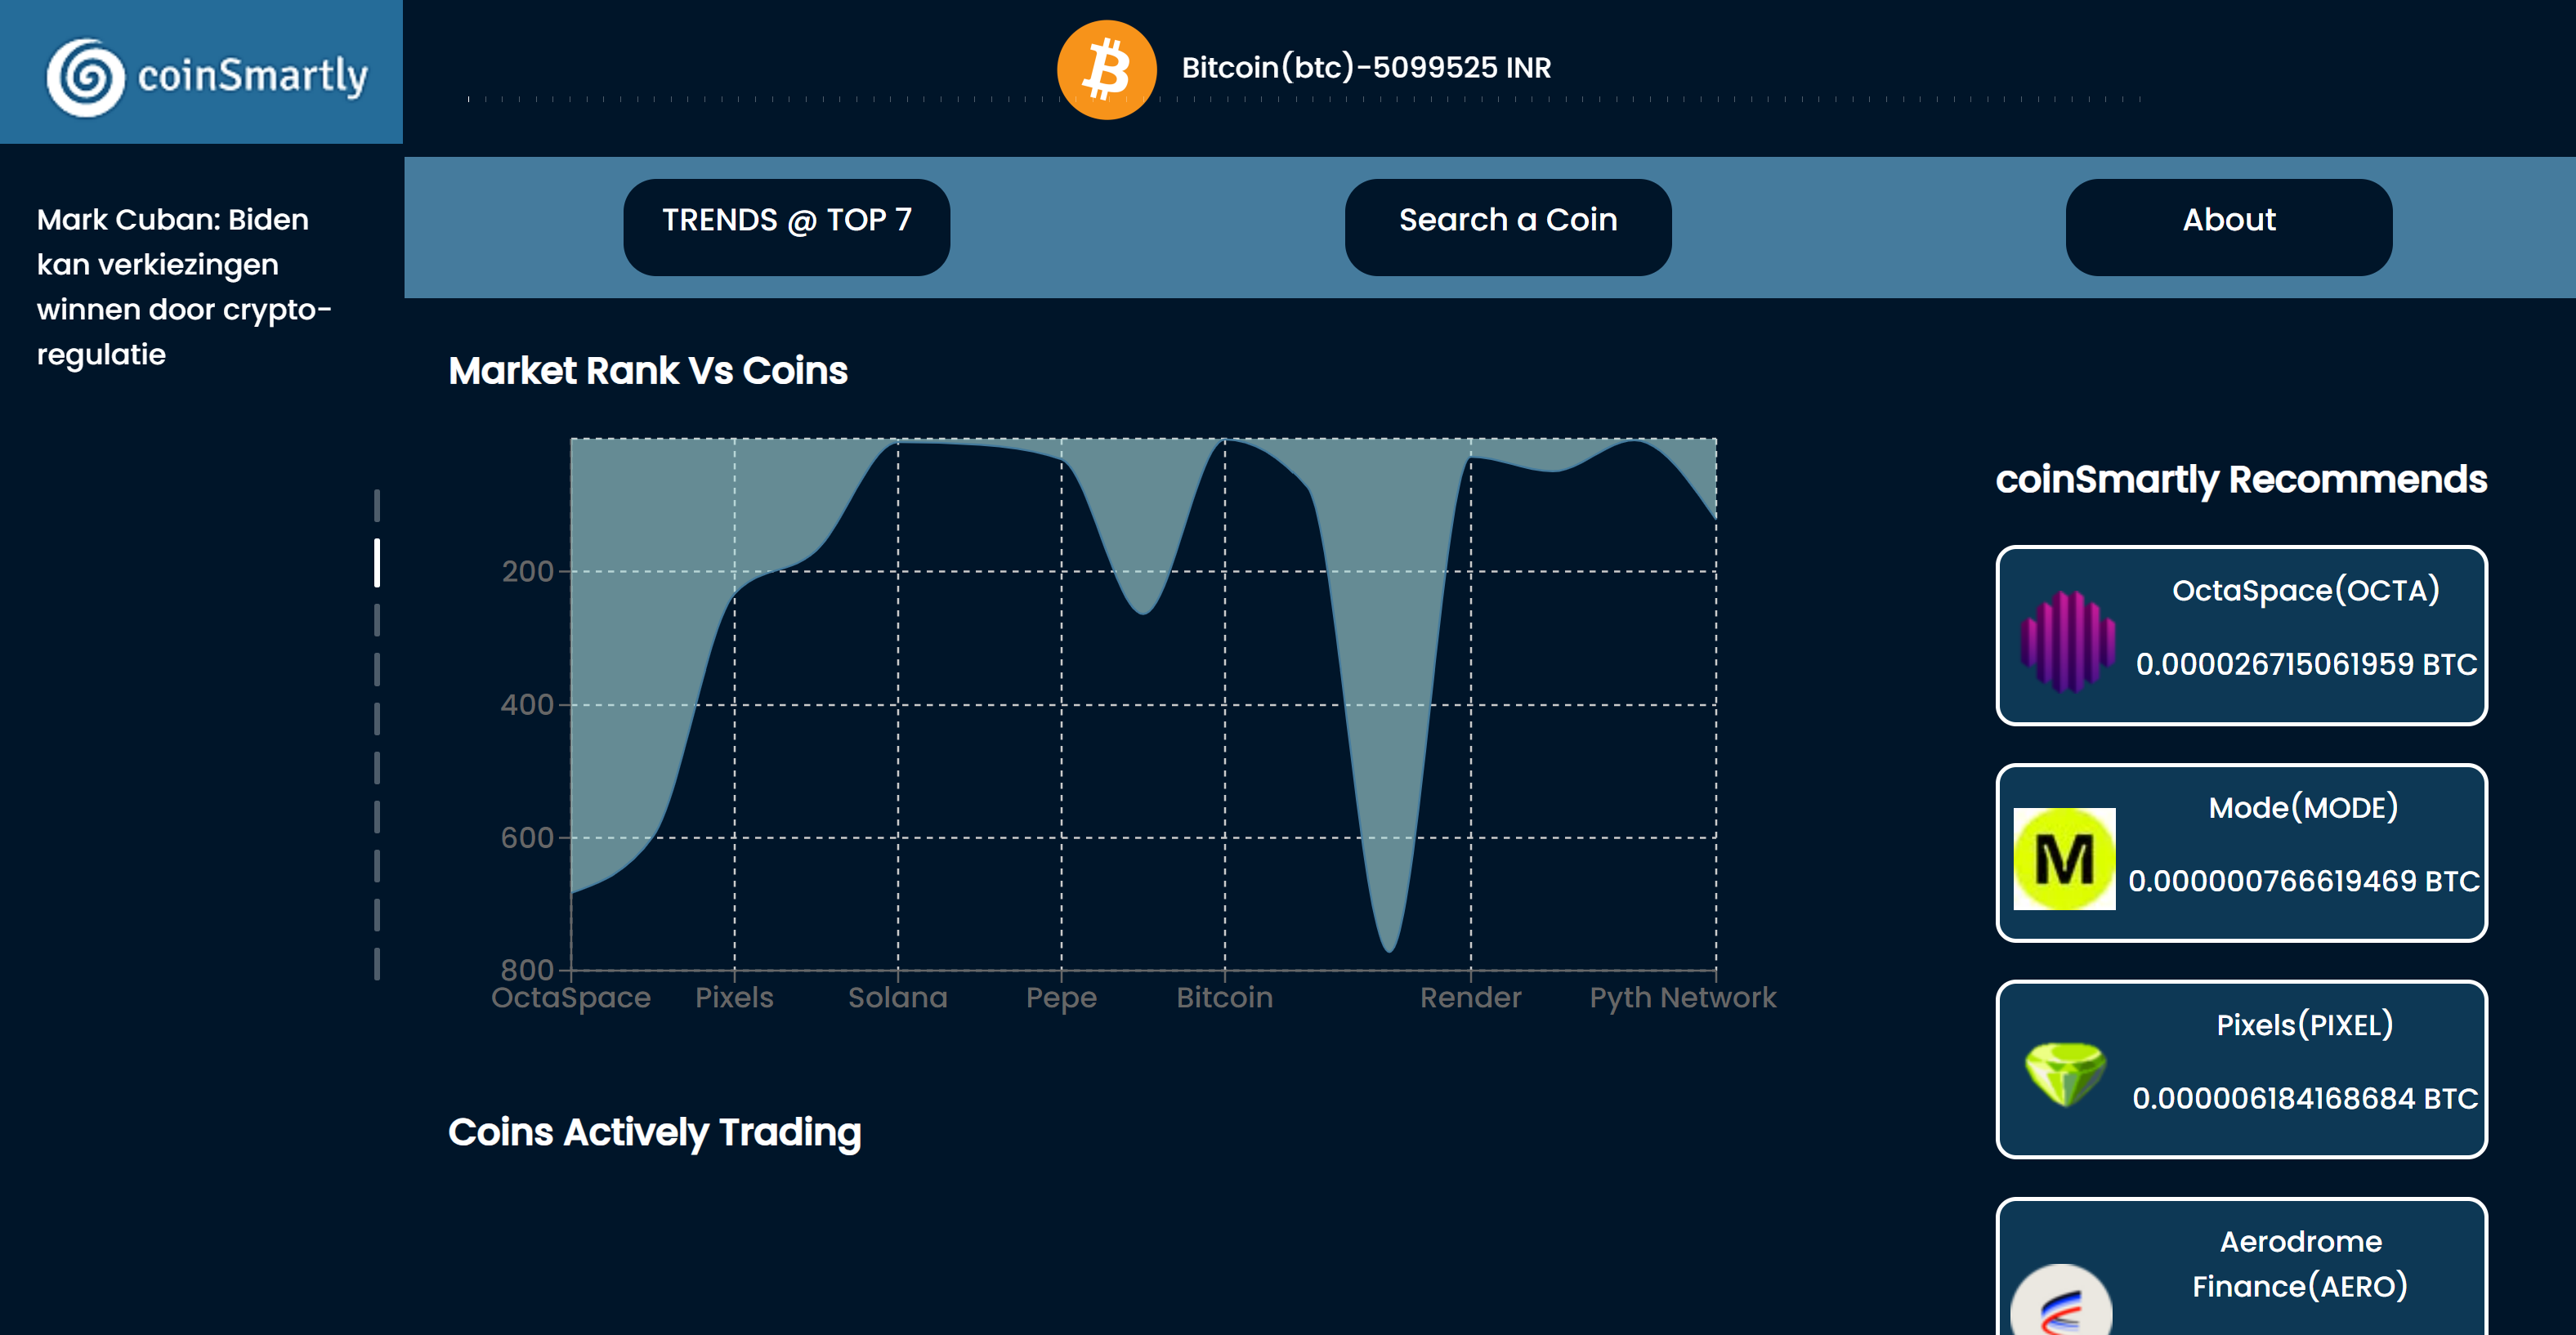 coinSmartly
Bitcoin(btc)-5099525 INR
TRENDS @ TOP 7
Search a Coin
About
Mark Cuban: Biden
kan verkiezingen
winnen door crypto-
regulatie
Market Rank Vs Coins
200
400
600
800
OctaSpace
Pixels
Solana
Pepe
Bitcoin
Render
Pyth Network
Coins Actively Trading
coinSmartly Recommends
OctaSpace(OCTA)
0.000026715061959 BTC
M
Mode(MODE)
0.000000766619469 BTC
Pixels(PIXEL)
0.000006184168684 BTC
Aerodrome
Finance(AERO)